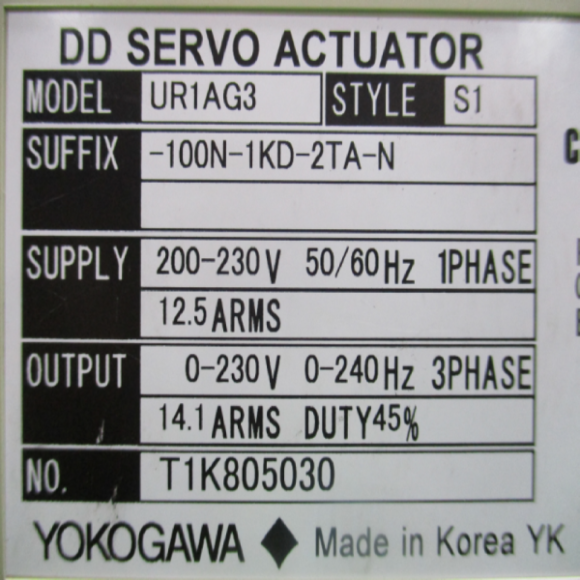 DD SERVO ACTUATOR
MODEL UR1AG3 STYLE S1
SUFFIX -100N-1KD-2TA-N
SUPPLY 200-230V 50/60Hz 1PHASE
12.5ARMS
OUTPUT 0-230V 0-240Hz 3PHASE
14.1ARMS DUTY45%
NO. T1K805030
YOKOGAWA ◆ Made in Korea YK